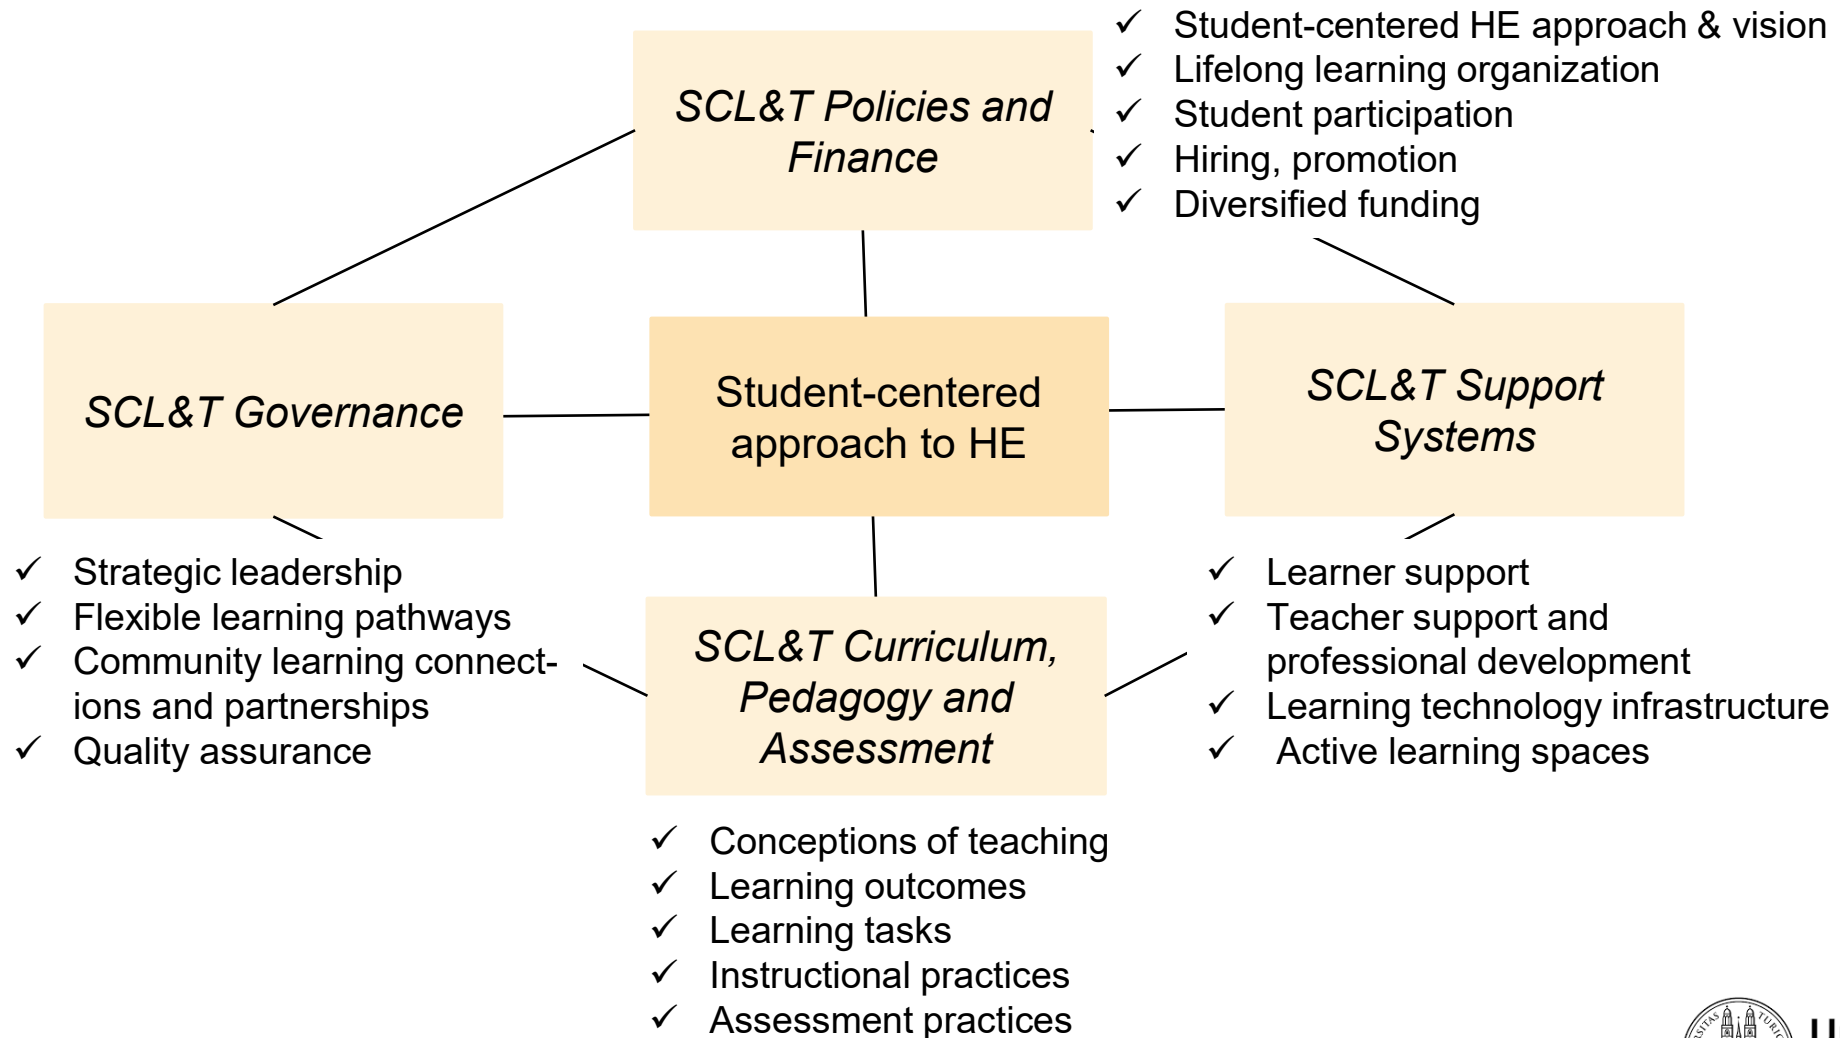 SCL&T Policies and
Finance
✓ Student-centered HE approach & vision
✓ Lifelong learning organization
✓ Student participation
✓ Hiring, promotion
✓ Diversified funding
SCL&T Governance
Student-centered
approach to HE
SCL&T Support
Systems
✓ Strategic leadership
✓ Flexible learning pathways
✓ Community learning connect-
ions and partnerships
✓ Quality assurance
SCL&T Curriculum,
Pedagogy and
Assessment
✓ Learner support
✓ Teacher support and
professional development
✓ Learning technology infrastructure
✓ Active learning spaces
✓ Conceptions of teaching
✓ Learning outcomes
✓ Learning tasks
✓ Instructional practices
✓ Assessment practices